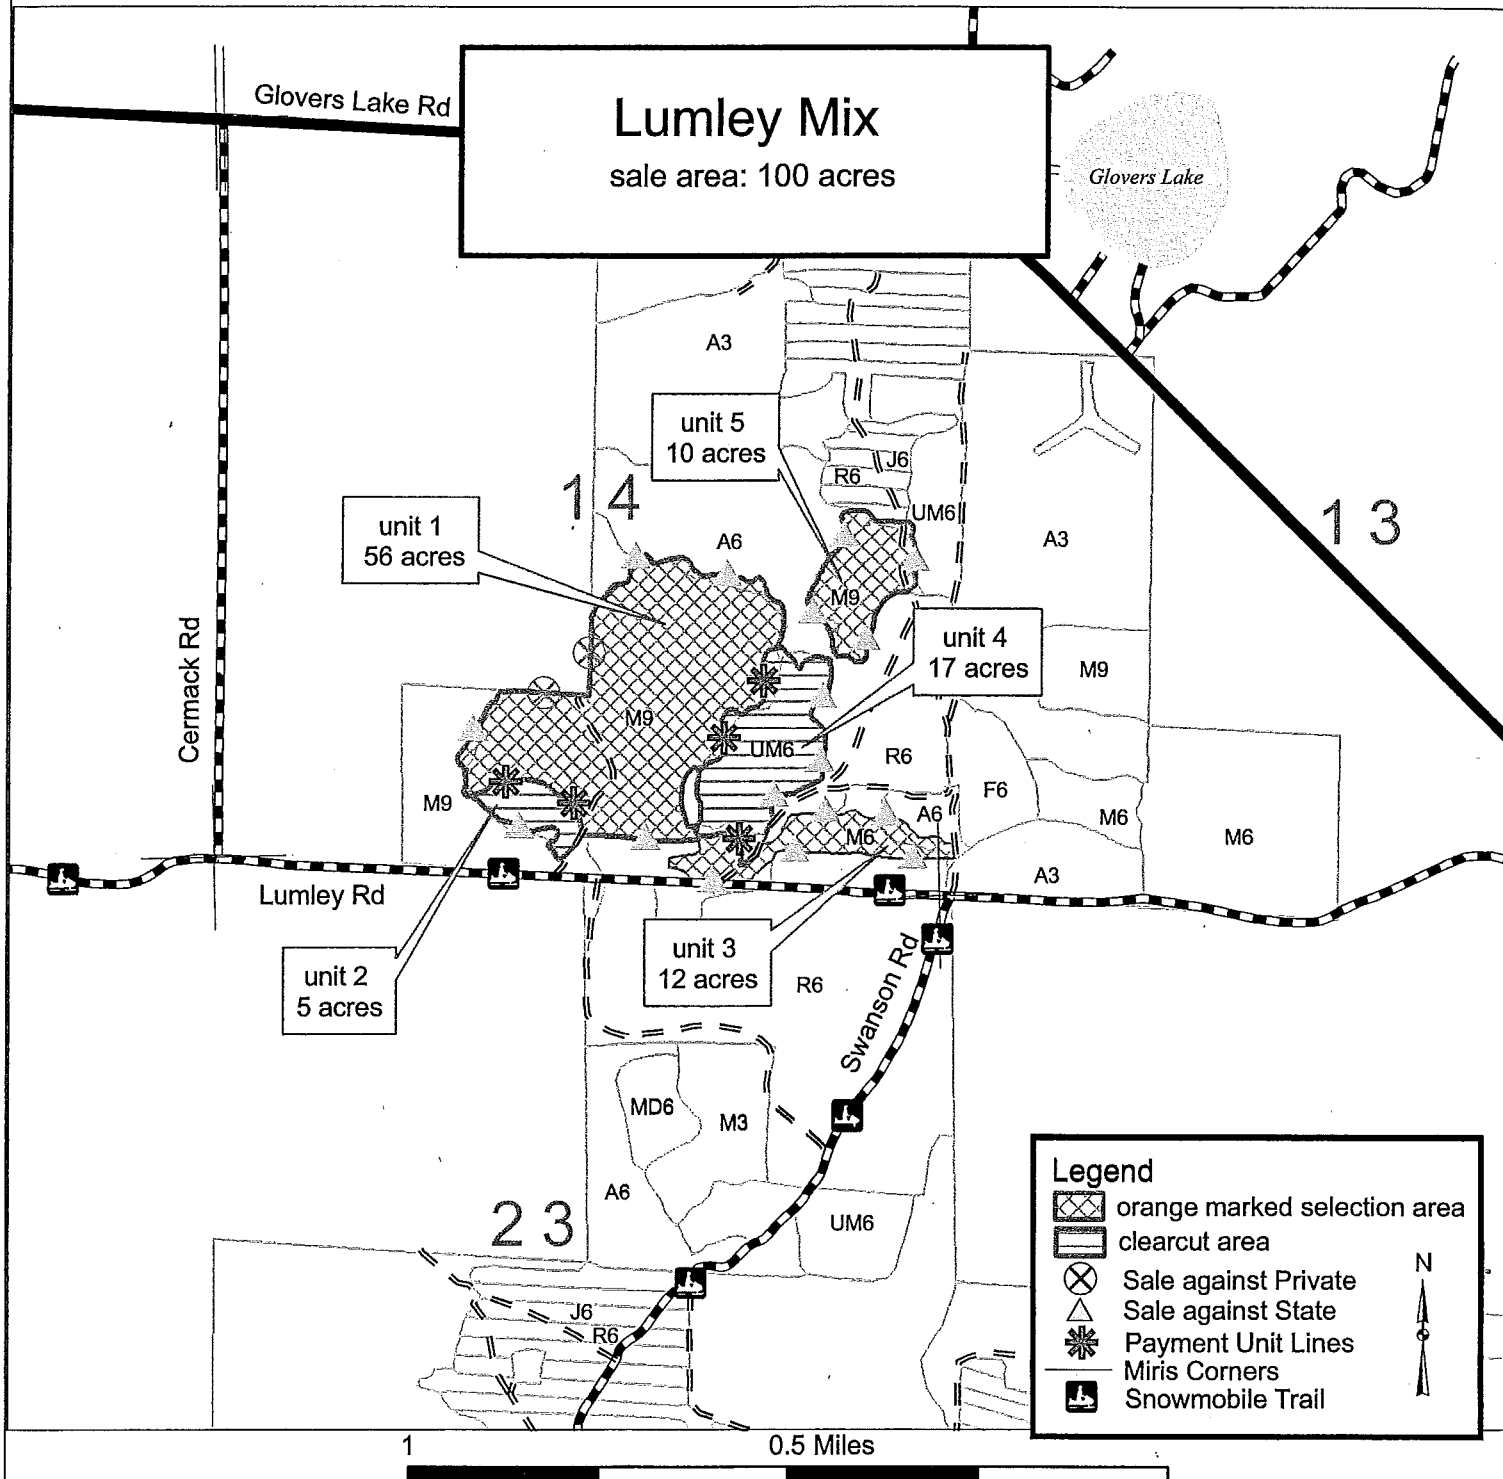 Glovers Lake Rd
Lumley Mix
sale area: 100 acres
Glovers Lake
A3
unit 5
10 acres
J6
R6
14
unit 1
56 acres
UM6
13
A6
A3
M9
Cermack Rd
unit 4
17 acres
M9
M9
UM6
R6
M9
F6
A6
M6
M6
M6
A3
Lumley Rd
unit 3
12 acres
unit 2
5 acres
R6
Swanson Rd
MD6
M3
A6
UM6
23
J6
R6
Legend
orange marked selection area
clearcut area
Sale against Private
Sale against State
Payment Unit Lines
Miris Corners
Snowmobile Trail
N
1
0.5 Miles